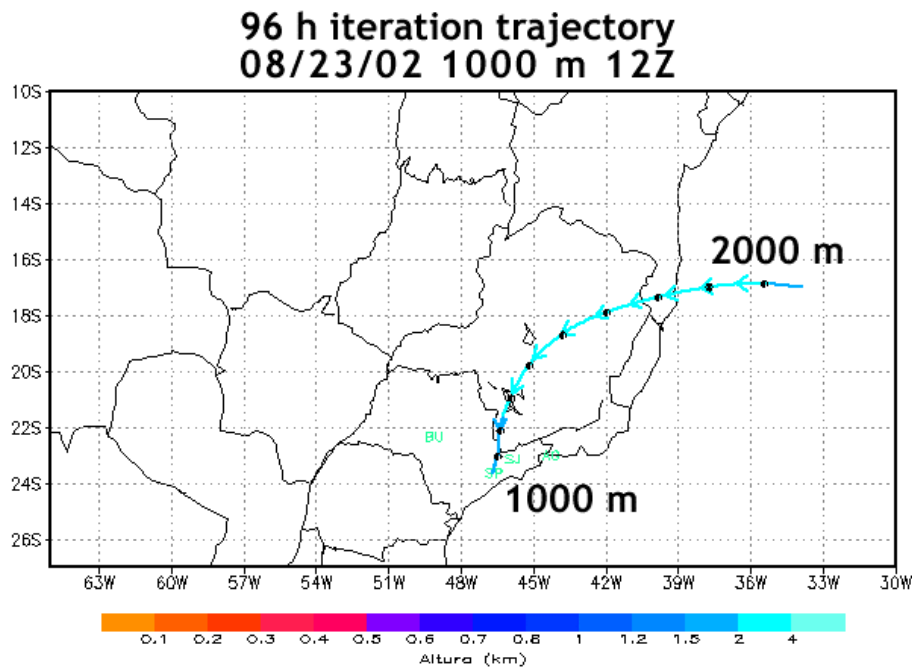 96 h iteration trajectory
08/23/02 1000 m 12Z
10S
12S
14S
16S
2000 m
18S
20S
22S
BU
SJ
24S
SP
1000 m
26S
63W 60W 57W 54W 51W 48W 45W 42W 39W 36W 33W 30W
0.1 0.2 0.3 0.4 0.5 0.6 0.7 0.8 1 1.2 1.5 2 4
Altura (km)